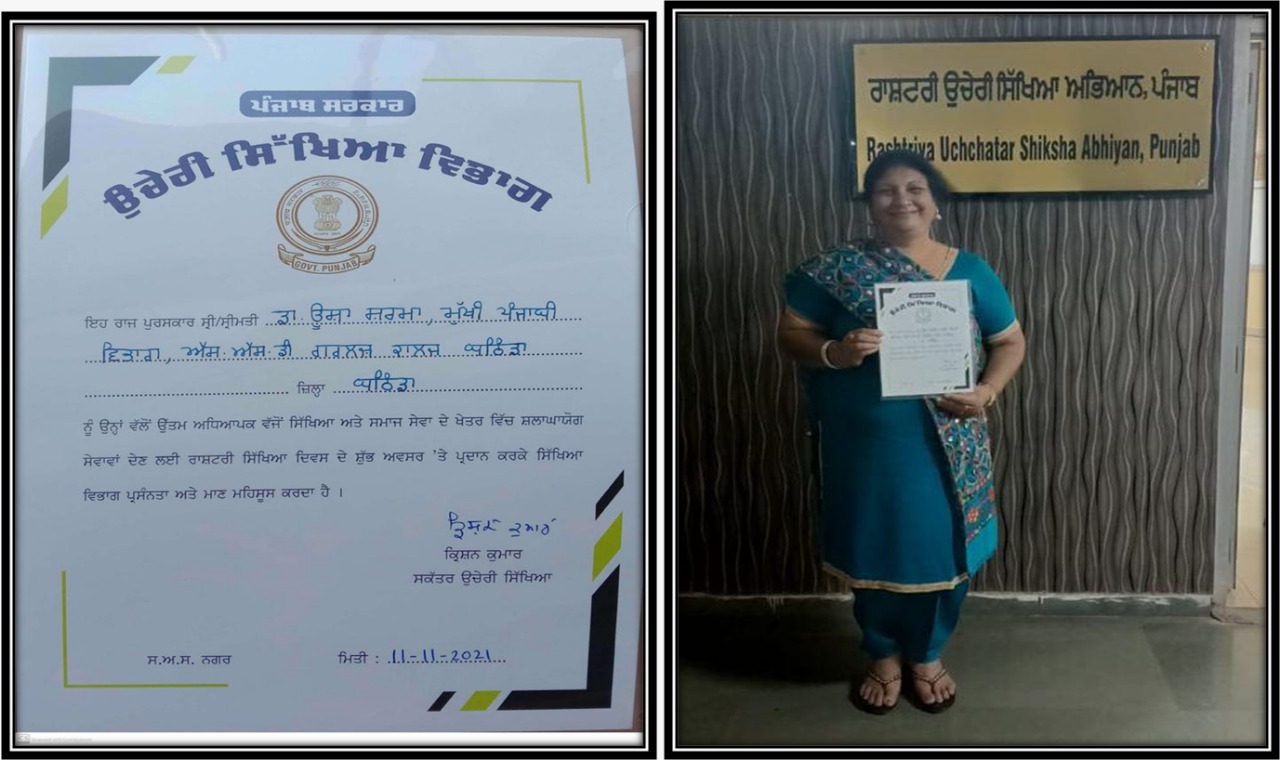 ਪੰਜਾਬ ਸਰਕਾਰ
ਉਚੇਰੀ ਸਿੱਖਿਆ ਵਿਭਾਗ
GOVT. PUNJAB
ਇਹ ਰਾਜ ਪੁਰਸਕਾਰ ਸ੍ਰੀ/ਸ੍ਰੀਮਤੀ ਡਾ. ਊਸ਼ਾ ਸ਼ਰਮਾ, ਮੁੱਖੀ ਪੰਜਾਬੀ
ਵਿਭਾਗ, ਐੱਸ.ਐੱਸ.ਡੀ ਗਰਲਜ਼ ਕਾਲਜ ਬਠਿੰਡਾ
ਜ਼ਿਲ੍ਹਾ ਬਠਿੰਡਾ
ਨੂੰ ਉਨ੍ਹਾਂ ਵੱਲੋਂ ਉੱਤਮ ਅਧਿਆਪਕ ਵੱਜੋਂ ਸਿੱਖਿਆ ਅਤੇ ਸਮਾਜ ਸੇਵਾ ਦੇ ਖੇਤਰ ਵਿੱਚ ਸ਼ਲਾਘਾਯੋਗ
ਸੇਵਾਵਾਂ ਦੇਣ ਲਈ ਰਾਸ਼ਟਰੀ ਸਿੱਖਿਆ ਦਿਵਸ ਦੇ ਸ਼ੁੱਭ ਅਵਸਰ 'ਤੇ ਪ੍ਰਦਾਨ ਕਰਕੇ ਸਿੱਖਿਆ
ਵਿਭਾਗ ਪ੍ਰਸੰਨਤਾ ਅਤੇ ਮਾਣ ਮਹਿਸੂਸ ਕਰਦਾ ਹੈ ।
ਕ੍ਰਿਸ਼ਨ ਕੁਮਾਰ
ਕ੍ਰਿਸ਼ਨ ਕੁਮਾਰ
ਸਕੱਤਰ ਉਚੇਰੀ ਸਿੱਖਿਆ
ਸ.ਅ.ਸ. ਨਗਰ ਮਿਤੀ : 11-11-2021
ਰਾਸ਼ਟਰੀ ਉਚੇਰੀ ਸਿੱਖਿਆ ਅਭਿਆਨ, ਪੰਜਾਬ
Rashtriya Uchchatar Shiksha Abhiyan, Punjab
ਉਚੇਰੀ ਸਿੱਖਿਆ ਵਿਭਾਗ